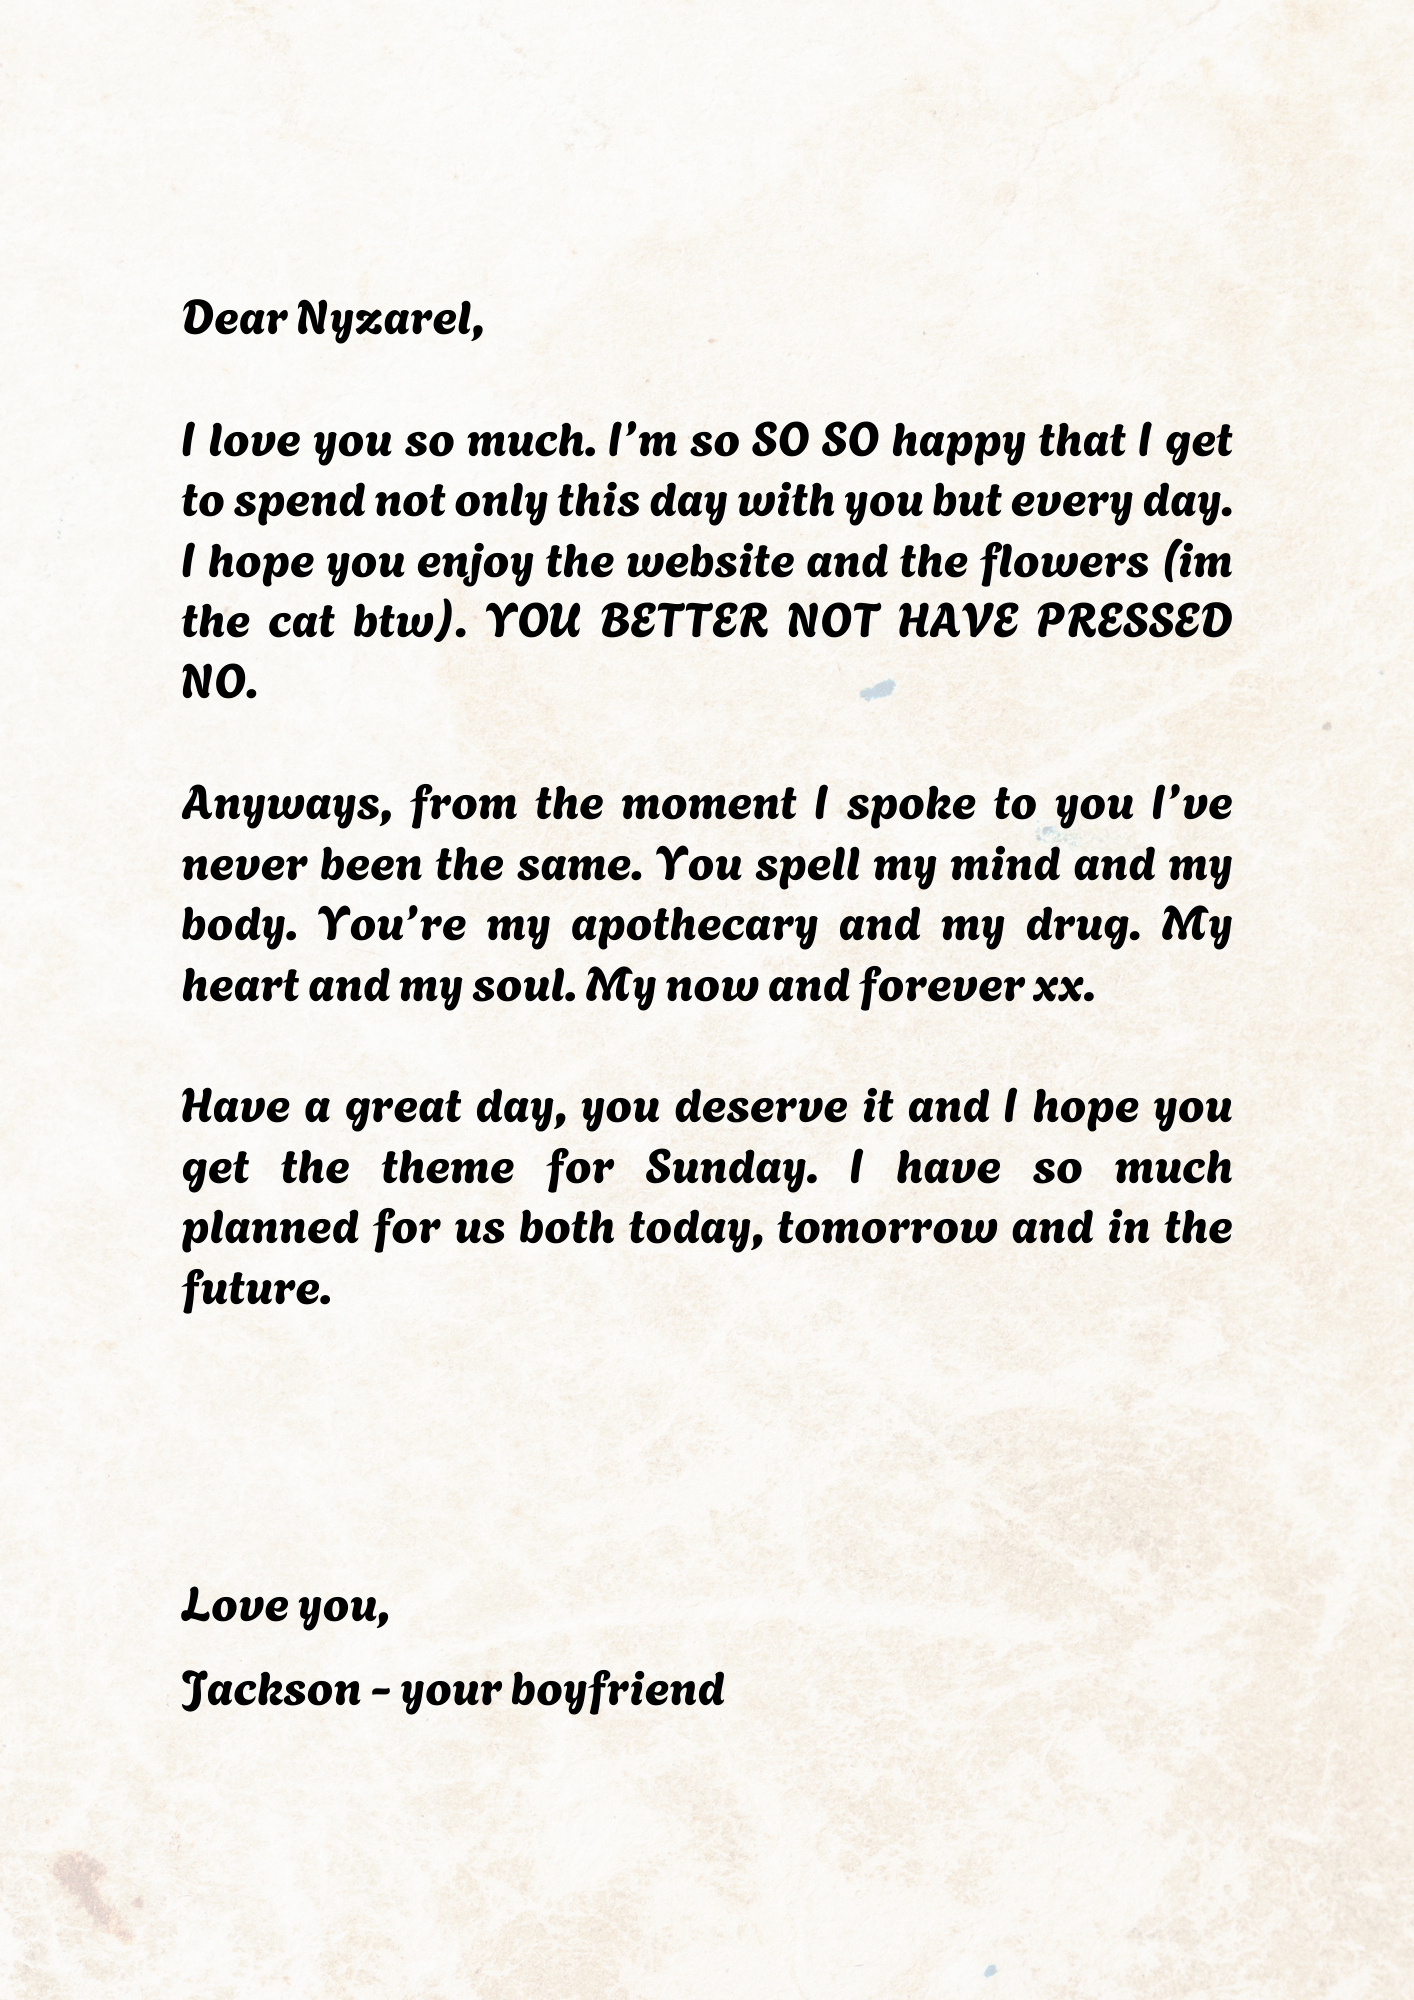 Dear Nyzarel,
I love you so much. I’m so SO SO happy that I get
to spend not only this day with you but every day.
I hope you enjoy the website and the flowers (im
the cat btw). YOU BETTER NOT HAVE PRESSED
NO.
Anyways, from the moment I spoke to you I’ve
never been the same. You spell my mind and my
body. You’re my apothecary and my drug. My
heart and my soul. My now and forever xx.
Have a great day, you deserve it and I hope you
get the theme for Sunday. I have so much
planned for us both today, tomorrow and in the
future.
Love you,
Jackson - your boyfriend